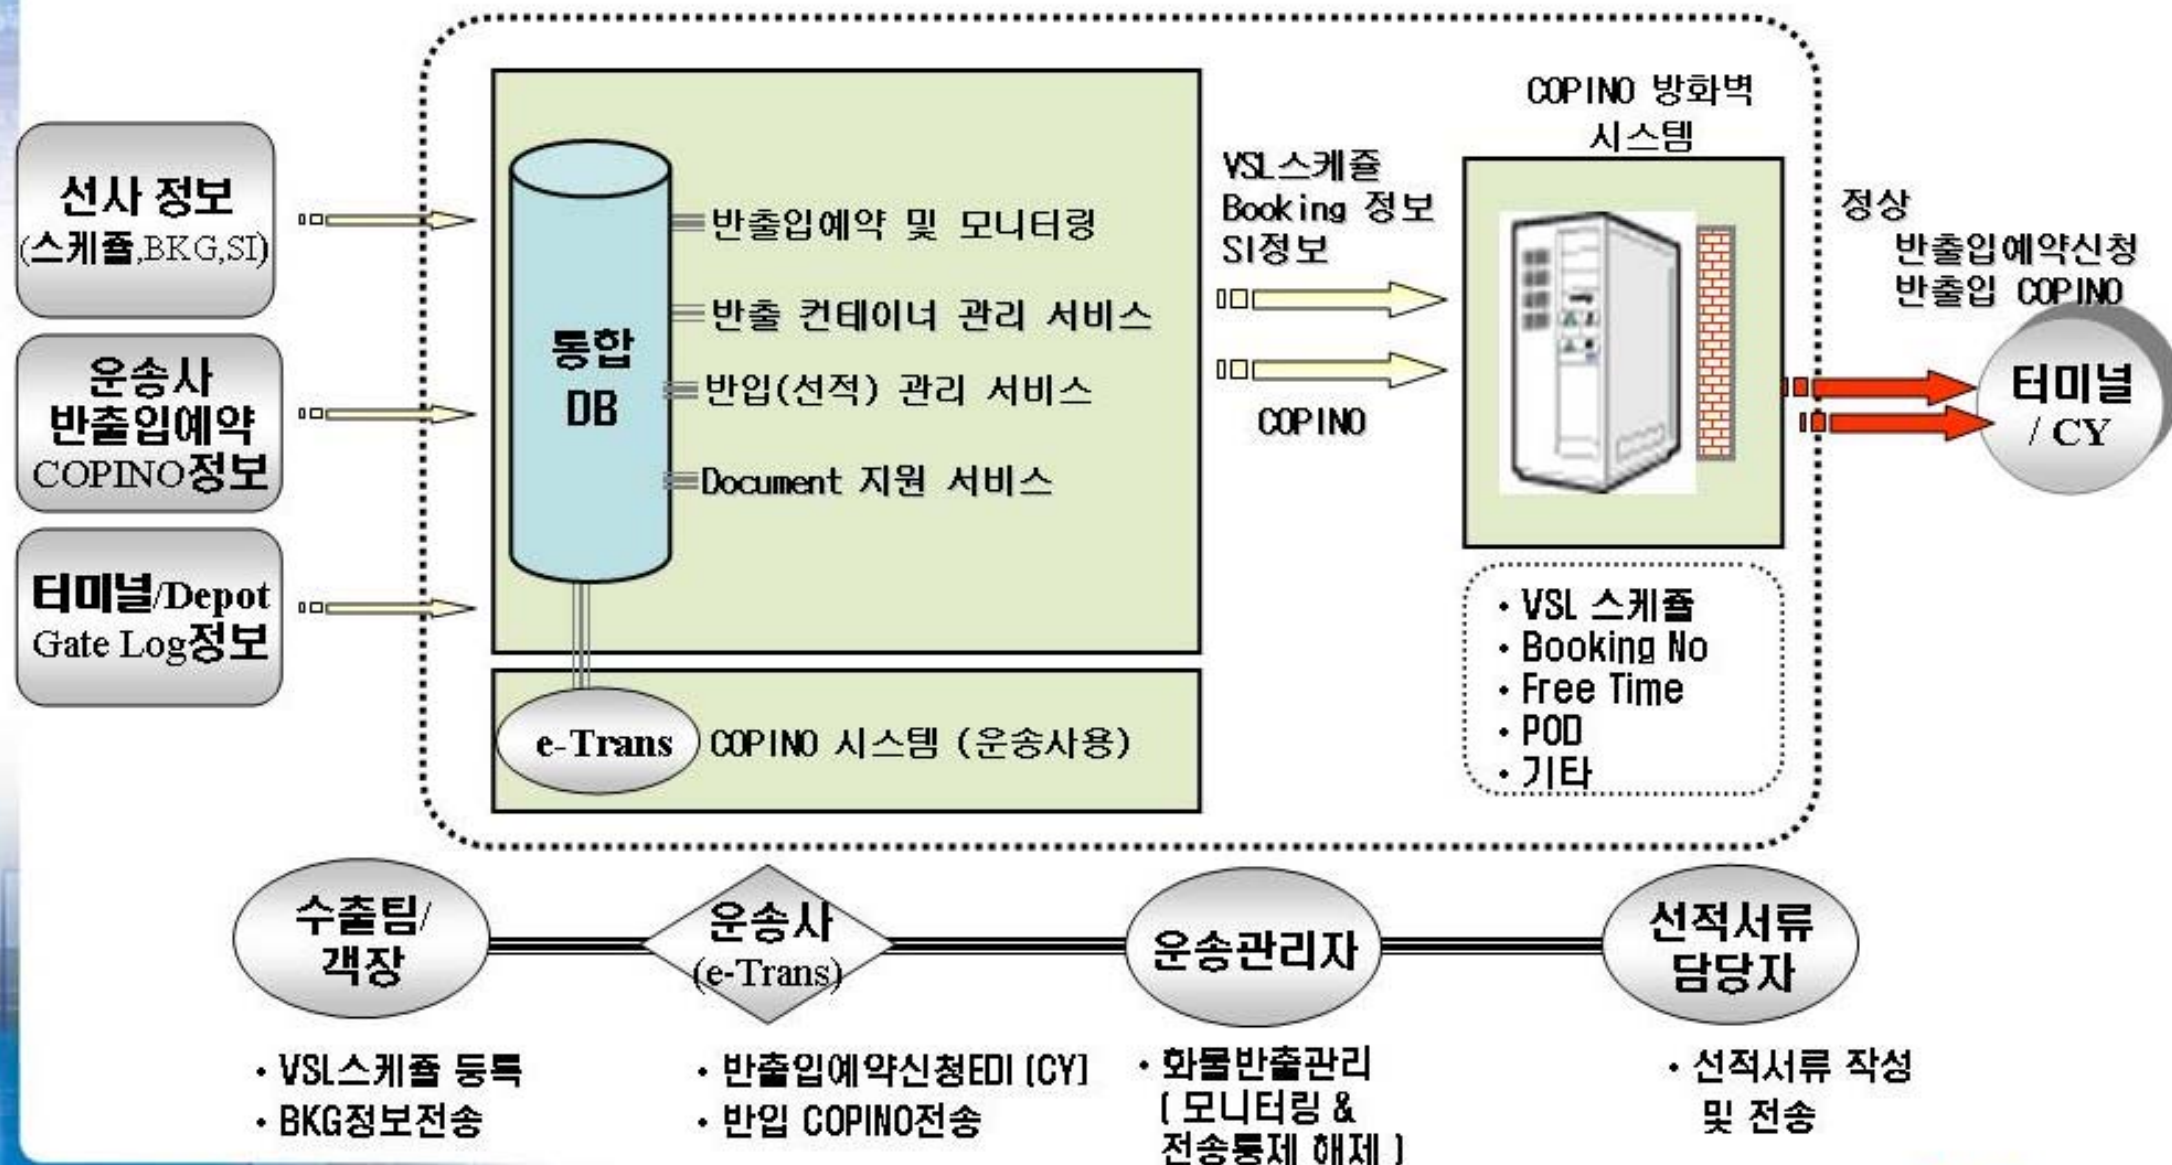 선사 정보
(스케쥴,BKG,SI)
운송사
반출입예약
COPINO정보
터미널/Depot
Gate Log정보
통합
DB
반출입예약 및 모니터링
반출 컨테이너 관리 서비스
반입(선적) 관리 서비스
Document 지원 서비스
e-Trans
COPINO 시스템 (운송사용)
VSL스케쥴
Booking 정보
SI정보
COPINO
COPINO 방화벽
시스템
• VSL 스케쥴
• Booking No
• Free Time
• POD
• 기타
정상
반출입예약신청
반출입 COPINO
터미널
/ CY
수출팀/
객장
• VSL스케쥴 등록
• BKG정보전송
운송사
(e-Trans)
• 반출입예약신청EDI [CY]
• 반입 COPINO전송
운송관리자
• 화물반출관리
[ 모니터링 &
전송통제 해제 ]
선적서류
담당자
• 선적서류 작성
및 전송